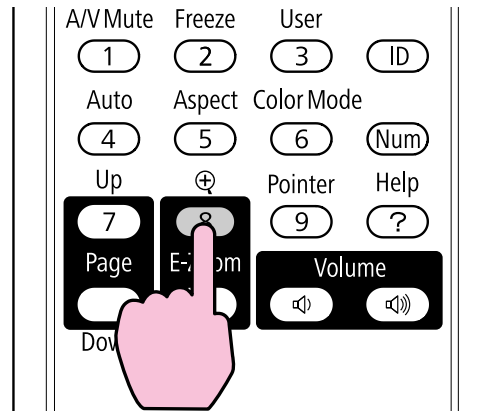 A/V Mute Freeze User
1 2 3 ID
Auto Aspect Color Mode
4 5 6 Num
Up Pointer Help
7 8 9 ?
Page Volume